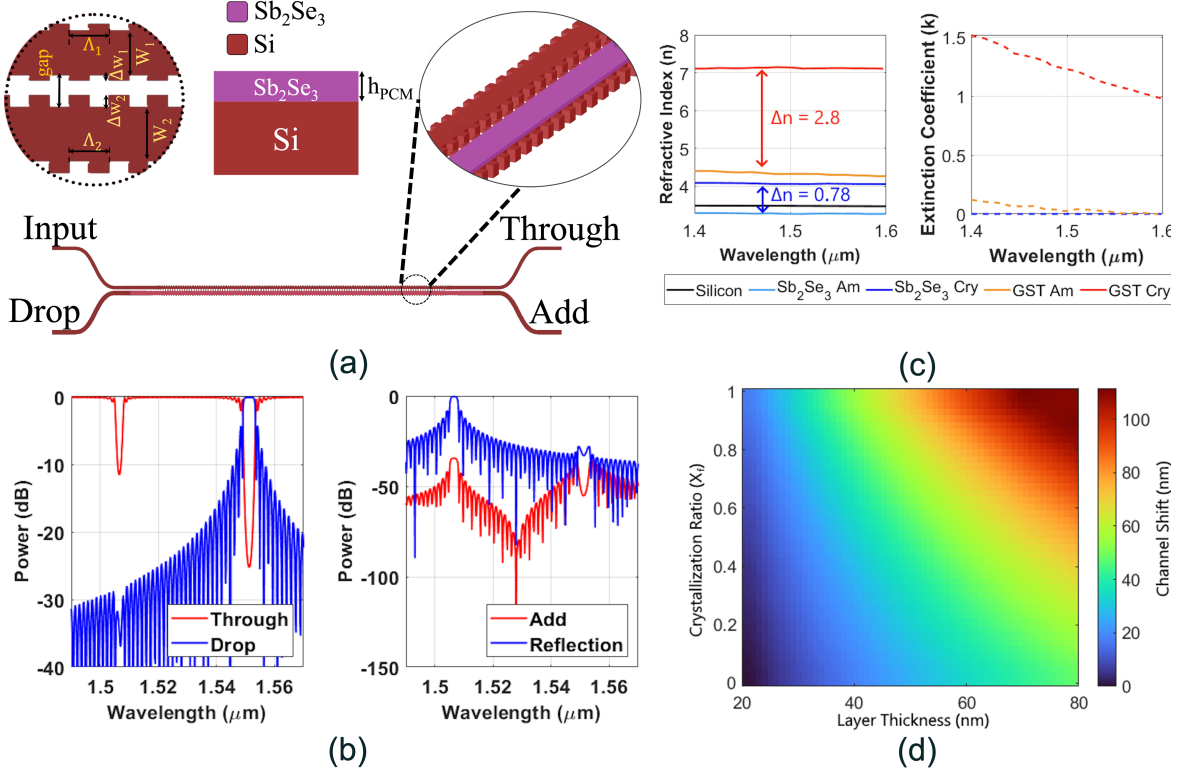 Sb₂Se₃
Si
Λ₁
Δw₁
W₁
gap
Δw₂
Λ₂
W₂
Sb₂Se₃
h_PCM
Si
Input
Through
Drop
Add
(a)
Refractive Index (n)
8
7
6
5
4
Δn = 2.8
Δn = 0.78
1.4
1.5
1.6
Wavelength (μm)
Extinction Coefficient (k)
1.5
1
0.5
0
1.4
1.5
1.6
Wavelength (μm)
Silicon
Sb₂Se₃ Am
Sb₂Se₃ Cry
GST Am
GST Cry
(c)
Power (dB)
0
-10
-20
-30
-40
Through
Drop
1.5
1.52
1.54
1.56
Wavelength (μm)
Power (dB)
0
-50
-100
-150
Add
Reflection
1.5
1.52
1.54
1.56
Wavelength (μm)
(b)
Crystallization Ratio (Xᵢ)
1
0.8
0.6
0.4
0.2
0
20
40
60
80
Layer Thickness (nm)
100
80
60
40
20
0
Channel Shift (nm)
(d)